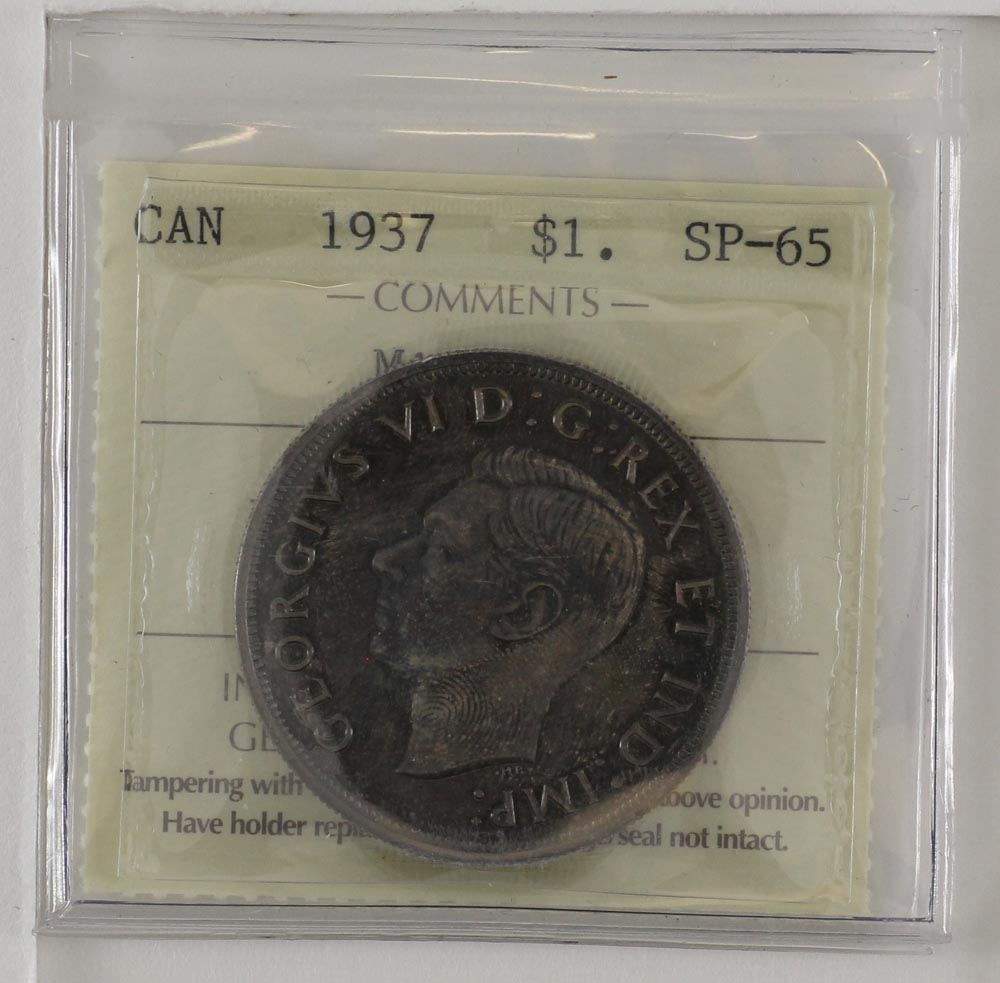 CAN 1937 $1. SP-65
— COMMENTS —
GEORGIVS VI D:G:REX ET IND:IMP:
HP
Tampering with above opinion.
Have holder seal not intact.